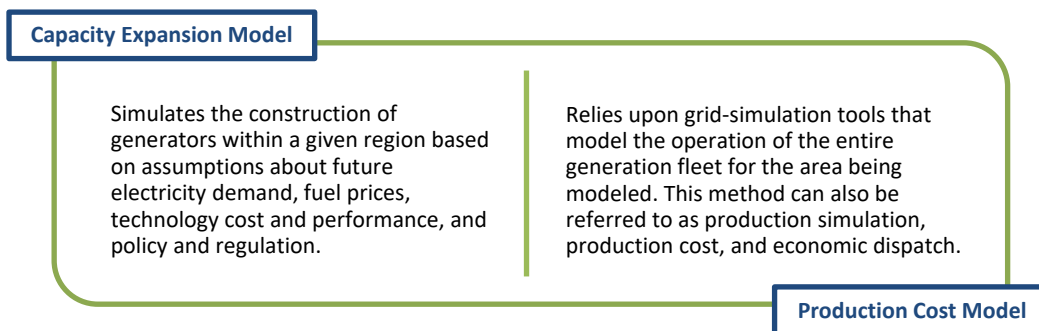 Capacity Expansion Model
Simulates the construction of
generators within a given region based
on assumptions about future
electricity demand, fuel prices,
technology cost and performance, and
policy and regulation.
Relies upon grid-simulation tools that
model the operation of the entire
generation fleet for the area being
modeled. This method can also be
referred to as production simulation,
production cost, and economic dispatch.
Production Cost Model